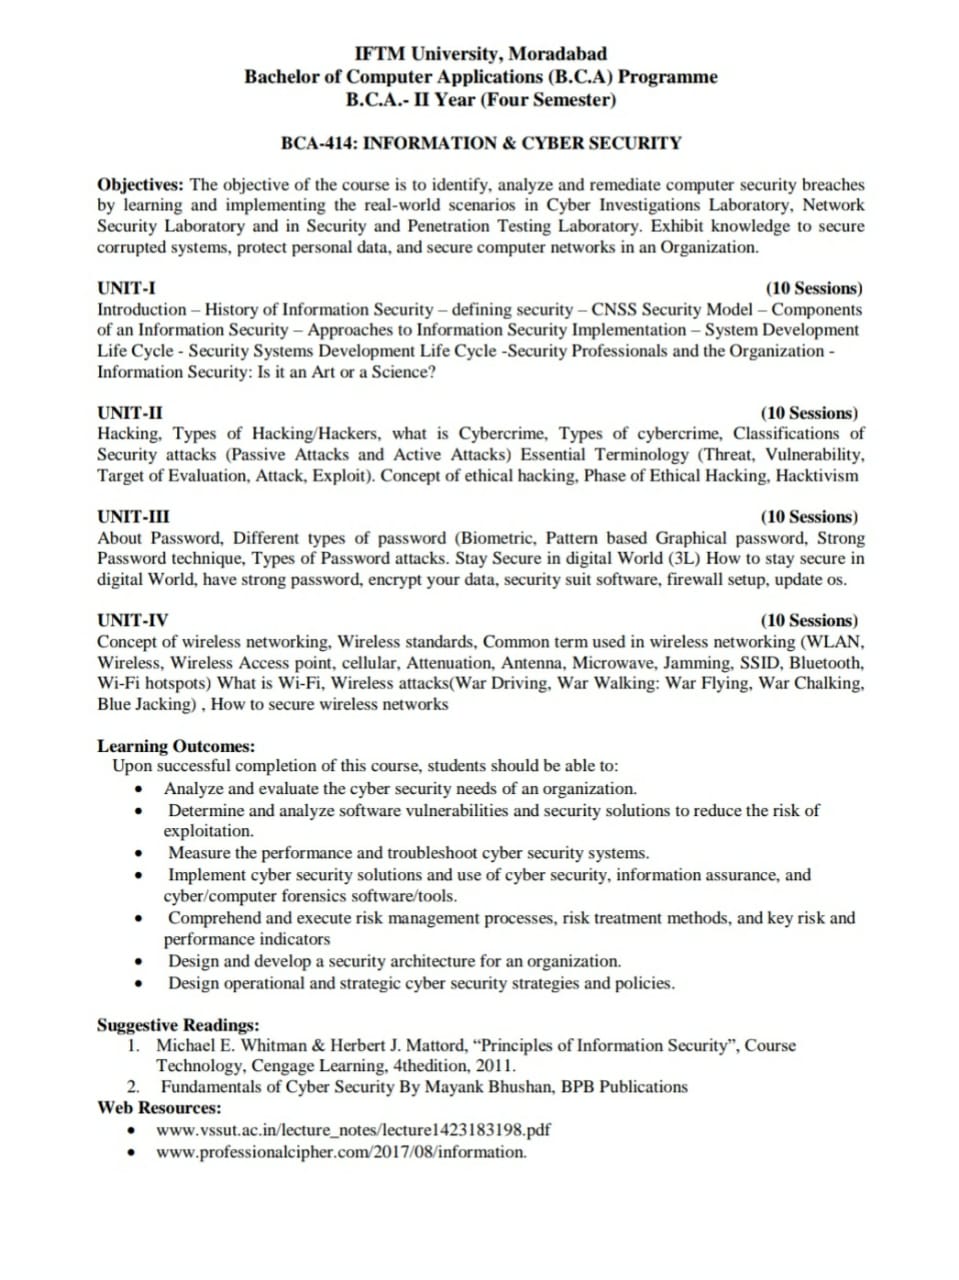 IFTM University, Moradabad
Bachelor of Computer Applications (B.C.A) Programme
B.C.A.- II Year (Four Semester)
BCA-414: INFORMATION & CYBER SECURITY
Objectives: The objective of the course is to identify, analyze and remediate computer security breaches
by learning and implementing the real-world scenarios in Cyber Investigations Laboratory, Network
Security Laboratory and in Security and Penetration Testing Laboratory. Exhibit knowledge to secure
corrupted systems, protect personal data, and secure computer networks in an Organization.
UNIT-I (10 Sessions)
Introduction – History of Information Security – defining security – CNSS Security Model – Components
of an Information Security – Approaches to Information Security Implementation – System Development
Life Cycle - Security Systems Development Life Cycle -Security Professionals and the Organization -
Information Security: Is it an Art or a Science?
UNIT-II (10 Sessions)
Hacking, Types of Hacking/Hackers, what is Cybercrime, Types of cybercrime, Classifications of
Security attacks (Passive Attacks and Active Attacks) Essential Terminology (Threat, Vulnerability,
Target of Evaluation, Attack, Exploit). Concept of ethical hacking, Phase of Ethical Hacking, Hacktivism
UNIT-III (10 Sessions)
About Password, Different types of password (Biometric, Pattern based Graphical password, Strong
Password technique, Types of Password attacks. Stay Secure in digital World (3L) How to stay secure in
digital World, have strong password, encrypt your data, security suit software, firewall setup, update os.
UNIT-IV (10 Sessions)
Concept of wireless networking, Wireless standards, Common term used in wireless networking (WLAN,
Wireless, Wireless Access point, cellular, Attenuation, Antenna, Microwave, Jamming, SSID, Bluetooth,
Wi-Fi hotspots) What is Wi-Fi, Wireless attacks(War Driving, War Walking: War Flying, War Chalking,
Blue Jacking) , How to secure wireless networks
Learning Outcomes:
Upon successful completion of this course, students should be able to:
• Analyze and evaluate the cyber security needs of an organization.
• Determine and analyze software vulnerabilities and security solutions to reduce the risk of
exploitation.
• Measure the performance and troubleshoot cyber security systems.
• Implement cyber security solutions and use of cyber security, information assurance, and
cyber/computer forensics software/tools.
• Comprehend and execute risk management processes, risk treatment methods, and key risk and
performance indicators
• Design and develop a security architecture for an organization.
• Design operational and strategic cyber security strategies and policies.
Suggestive Readings:
1. Michael E. Whitman & Herbert J. Mattord, “Principles of Information Security”, Course
Technology, Cengage Learning, 4thedition, 2011.
2. Fundamentals of Cyber Security By Mayank Bhushan, BPB Publications
Web Resources:
• www.vssut.ac.in/lecture_notes/lecture1423183198.pdf
• www.professionalcipher.com/2017/08/information.